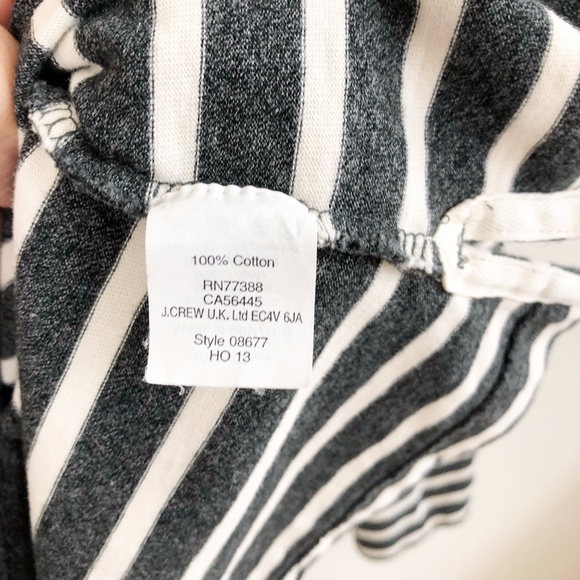 100% Cotton
RN77388
CA56445
J.CREW U.K. Ltd EC4V 6JA
Style 08677
HO 13